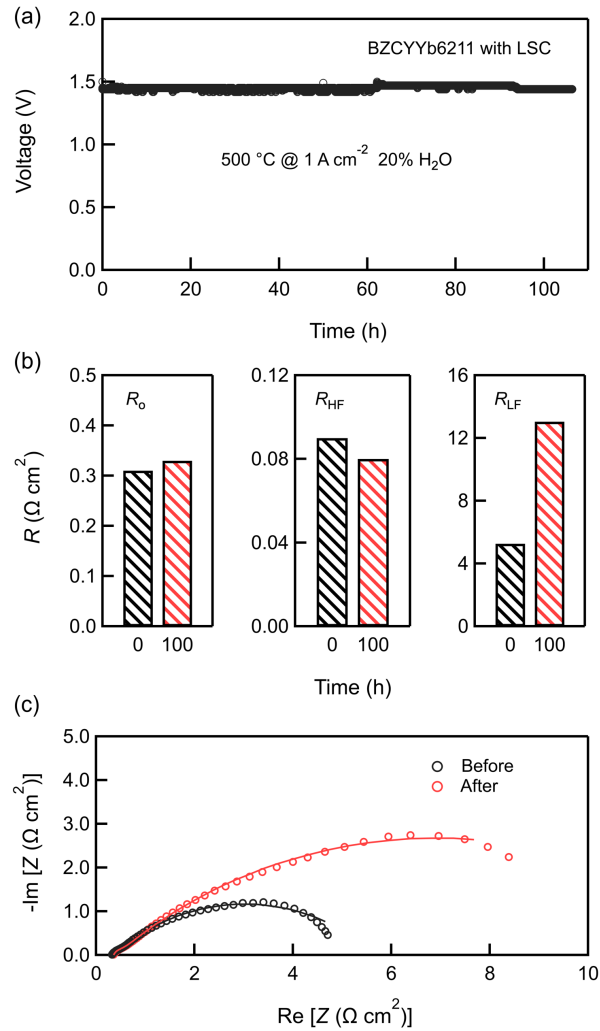 (a)
2.0
1.5
1.0
0.5
0.0
Voltage (V)
BZCYYb6211 with LSC
500 °C @ 1 A cm⁻² 20% H₂O
0 20 40 60 80 100
Time (h)
(b)
R (Ω cm²)
0.5
0.4
0.3
0.2
0.1
0.0
Rₒ
0 100
0.12
0.08
0.04
0.00
R_HF
0 100
16
12
8
4
0
R_LF
0 100
Time (h)
(c)
5.0
4.0
3.0
2.0
1.0
0.0
-Im [Z (Ω cm²)]
Before
After
0 2 4 6 8 10
Re [Z (Ω cm²)]